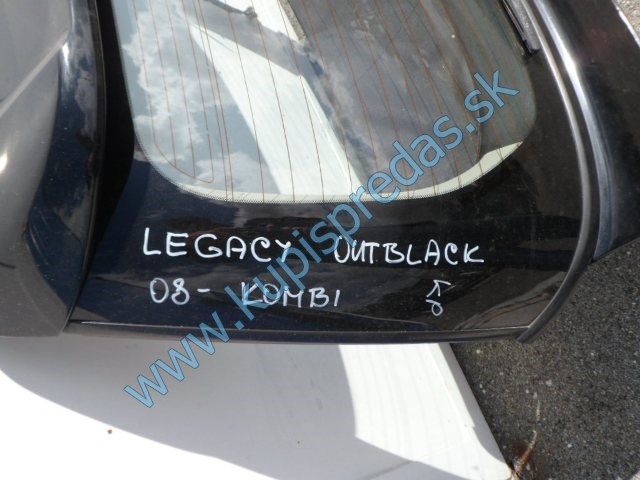 LEGACY OUTBLACK
08- KOMBI
www.kupispredas.sk